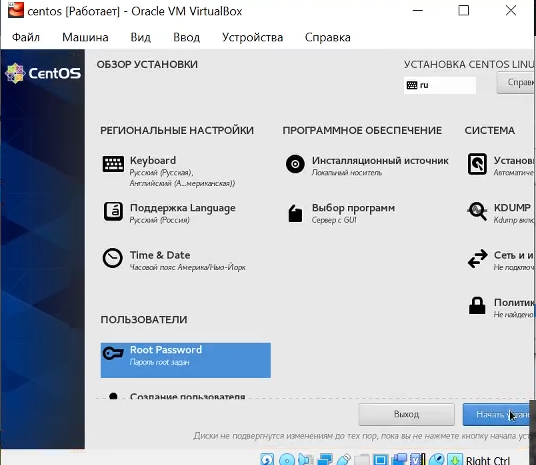 centos [Работает] - Oracle VM VirtualBox
Файл Машина Вид Ввод Устройства Справка
CentOS
ОБЗОР УСТАНОВКИ
УСТАНОВКА CENTOS LINU
ru
Справк
РЕГИОНАЛЬНЫЕ НАСТРОЙКИ
Keyboard
Русский (Русская),
Английский (А...мериканская))
Поддержка Language
Русский (Россия)
Time & Date
Часовой пояс Америка/Нью-Йорк
ПРОГРАММНОЕ ОБЕСПЕЧЕНИЕ
Инсталляционный источник
Локальный носитель
Выбор программ
Сервер с GUI
СИСТЕМА
Установ
Автоматиче
KDUMP
Kdump вклю
Сеть и и
Не подключ
Политик
Не найдено
ПОЛЬЗОВАТЕЛИ
Root Password
Пароль root задан
Создание пользователя
Выход
Начать устано
Диски не подвергнутся изменениям до тех пор, пока вы не нажмете кнопку начала уст
Right Ctrl